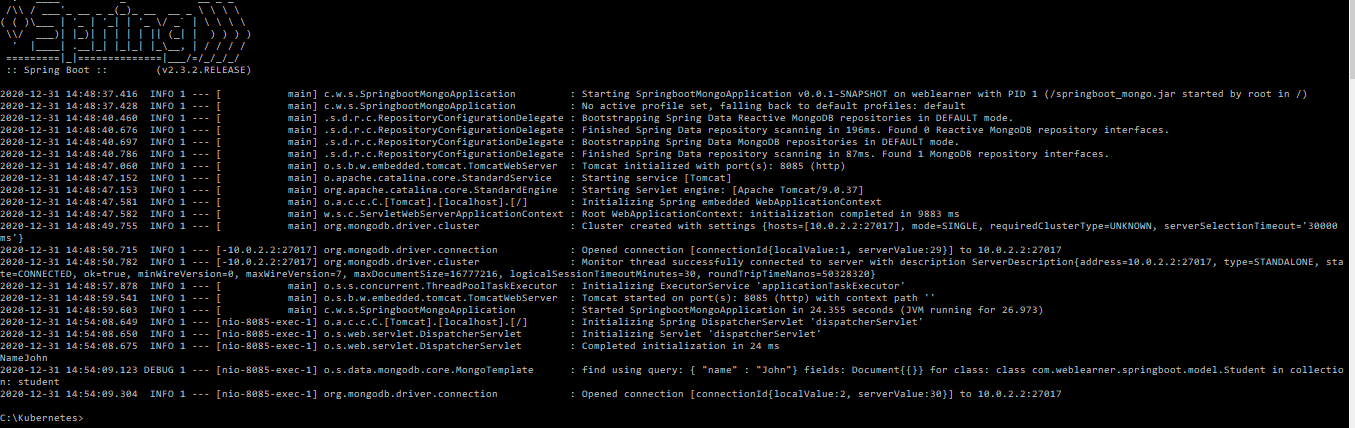 :: Spring Boot ::        (v2.3.2.RELEASE)
2020-12-31 14:48:37.416  INFO 1 --- [           main] c.w.s.SpringbootMongoApplication         : Starting SpringbootMongoApplication v0.0.1-SNAPSHOT on weblearner with PID 1 (/springboot_mongo.jar started by root in /)
2020-12-31 14:48:37.428  INFO 1 --- [           main] c.w.s.SpringbootMongoApplication         : No active profile set, falling back to default profiles: default
2020-12-31 14:48:40.460  INFO 1 --- [           main] .s.d.r.c.RepositoryConfigurationDelegate : Bootstrapping Spring Data Reactive MongoDB repositories in DEFAULT mode.
2020-12-31 14:48:40.676  INFO 1 --- [           main] .s.d.r.c.RepositoryConfigurationDelegate : Finished Spring Data repository scanning in 196ms. Found 0 Reactive MongoDB repository interfaces.
2020-12-31 14:48:40.697  INFO 1 --- [           main] .s.d.r.c.RepositoryConfigurationDelegate : Bootstrapping Spring Data MongoDB repositories in DEFAULT mode.
2020-12-31 14:48:40.786  INFO 1 --- [           main] .s.d.r.c.RepositoryConfigurationDelegate : Finished Spring Data repository scanning in 87ms. Found 1 MongoDB repository interfaces.
2020-12-31 14:48:47.060  INFO 1 --- [           main] o.s.b.w.embedded.tomcat.TomcatWebServer  : Tomcat initialized with port(s): 8085 (http)
2020-12-31 14:48:47.152  INFO 1 --- [           main] o.apache.catalina.core.StandardService   : Starting service [Tomcat]
2020-12-31 14:48:47.153  INFO 1 --- [           main] org.apache.catalina.core.StandardEngine  : Starting Servlet engine: [Apache Tomcat/9.0.37]
2020-12-31 14:48:47.581  INFO 1 --- [           main] o.a.c.c.C.[Tomcat].[localhost].[/]       : Initializing Spring embedded WebApplicationContext
2020-12-31 14:48:47.582  INFO 1 --- [           main] w.s.c.ServletWebServerApplicationContext : Root WebApplicationContext: initialization completed in 9883 ms
2020-12-31 14:48:49.755  INFO 1 --- [           main] org.mongodb.driver.cluster               : Cluster created with settings {hosts=[10.0.2.2:27017], mode=SINGLE, requiredClusterType=UNKNOWN, serverSelectionTimeout='30000
ms'}
2020-12-31 14:48:50.715  INFO 1 --- [-10.0.2.2:27017] org.mongodb.driver.connection            : Opened connection [connectionId{localValue:1, serverValue:29}] to 10.0.2.2:27017
2020-12-31 14:48:50.782  INFO 1 --- [-10.0.2.2:27017] org.mongodb.driver.cluster               : Monitor thread successfully connected to server with description ServerDescription{address=10.0.2.2:27017, type=STANDALONE, sta
te=CONNECTED, ok=true, minWireVersion=0, maxWireVersion=7, maxDocumentSize=16777216, logicalSessionTimeoutMinutes=30, roundTripTimeNanos=50328320}
2020-12-31 14:48:57.878  INFO 1 --- [           main] o.s.s.concurrent.ThreadPoolTaskExecutor  : Initializing ExecutorService 'applicationTaskExecutor'
2020-12-31 14:48:59.541  INFO 1 --- [           main] o.s.b.w.embedded.tomcat.TomcatWebServer  : Tomcat started on port(s): 8085 (http) with context path ''
2020-12-31 14:48:59.603  INFO 1 --- [           main] c.w.s.SpringbootMongoApplication         : Started SpringbootMongoApplication in 24.355 seconds (JVM running for 26.973)
2020-12-31 14:54:08.649  INFO 1 --- [nio-8085-exec-1] o.a.c.c.C.[Tomcat].[localhost].[/]       : Initializing Spring DispatcherServlet 'dispatcherServlet'
2020-12-31 14:54:08.650  INFO 1 --- [nio-8085-exec-1] o.s.web.servlet.DispatcherServlet        : Initializing Servlet 'dispatcherServlet'
2020-12-31 14:54:08.675  INFO 1 --- [nio-8085-exec-1] o.s.web.servlet.DispatcherServlet        : Completed initialization in 24 ms
NameJohn
2020-12-31 14:54:09.123 DEBUG 1 --- [nio-8085-exec-1] o.s.data.mongodb.core.MongoTemplate      : find using query: { "name" : "John"} fields: Document{{}} for class: class com.weblearner.springboot.model.Student in collectio
n: student
2020-12-31 14:54:09.304  INFO 1 --- [nio-8085-exec-1] org.mongodb.driver.connection            : Opened connection [connectionId{localValue:2, serverValue:30}] to 10.0.2.2:27017
C:\Kubernetes>